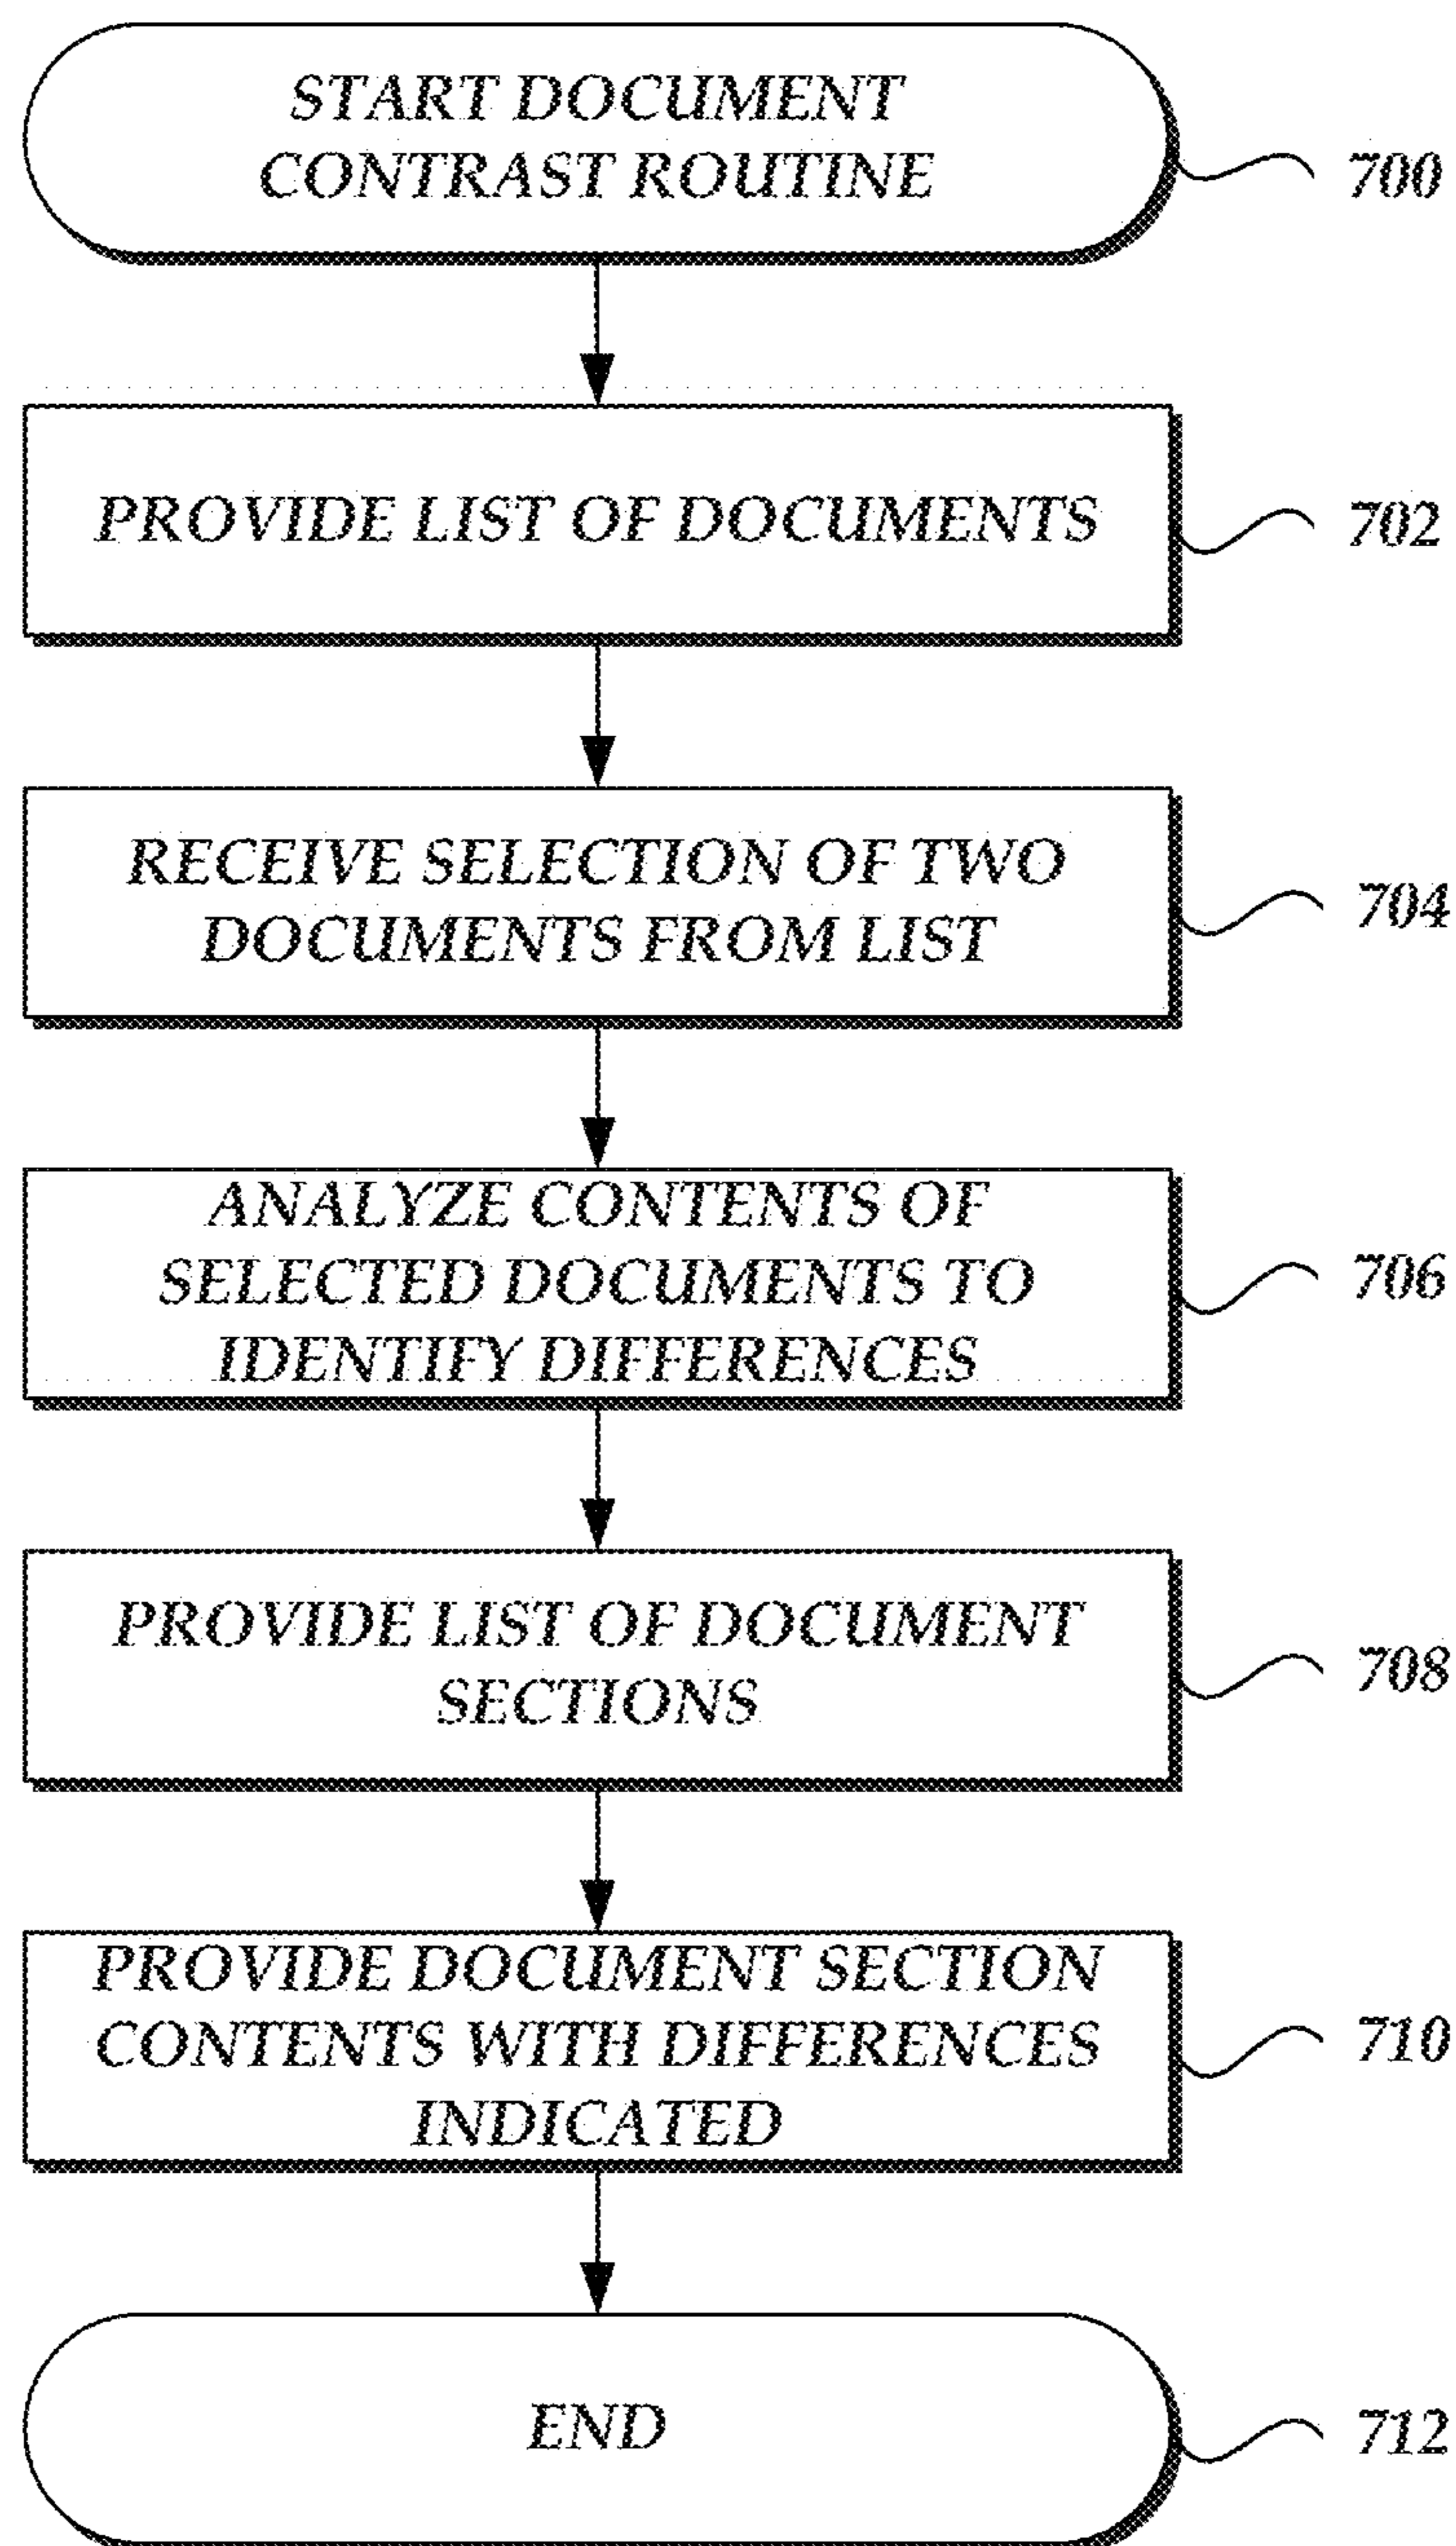 START DOCUMENT
CONTRAST ROUTINE
700
PROVIDE LIST OF DOCUMENTS
702
RECEIVE SELECTION OF TWO
DOCUMENTS FROM LIST
704
ANALYZE CONTENTS OF
SELECTED DOCUMENTS TO
IDENTIFY DIFFERENCES
706
PROVIDE LIST OF DOCUMENT
SECTIONS
708
PROVIDE DOCUMENT SECTION
CONTENTS WITH DIFFERENCES
INDICATED
710
END
712